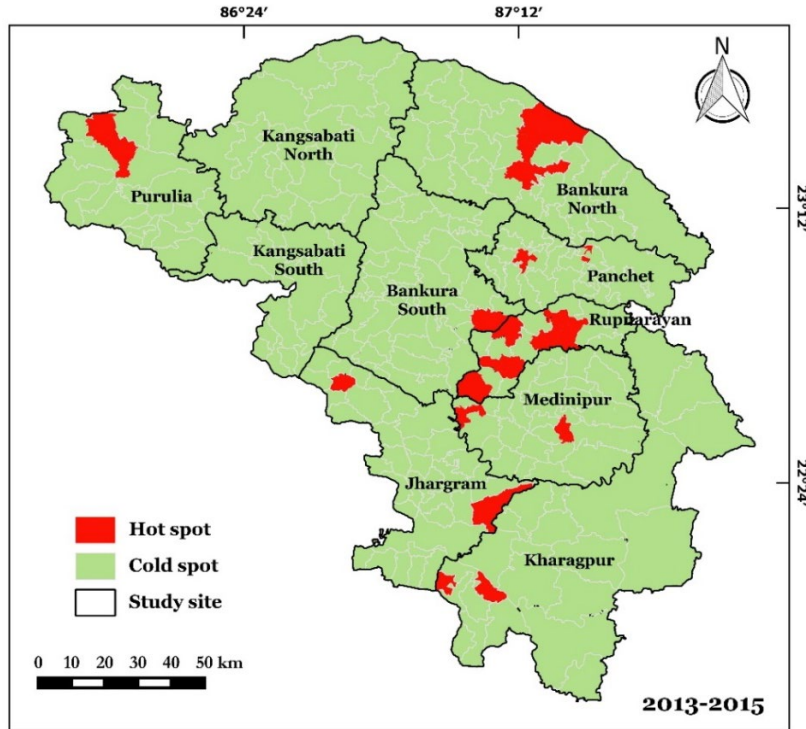 86°24′
87°12′
N
Kangsabati
North
Purulia
Bankura
North
23°12′
Kangsabati
South
Panchet
Bankura
South
Rupnarayan
Medinipur
Jhargram
22°24′
Hot spot
Cold spot
Study site
Kharagpur
0 10 20 30 40 50 km
2013-2015